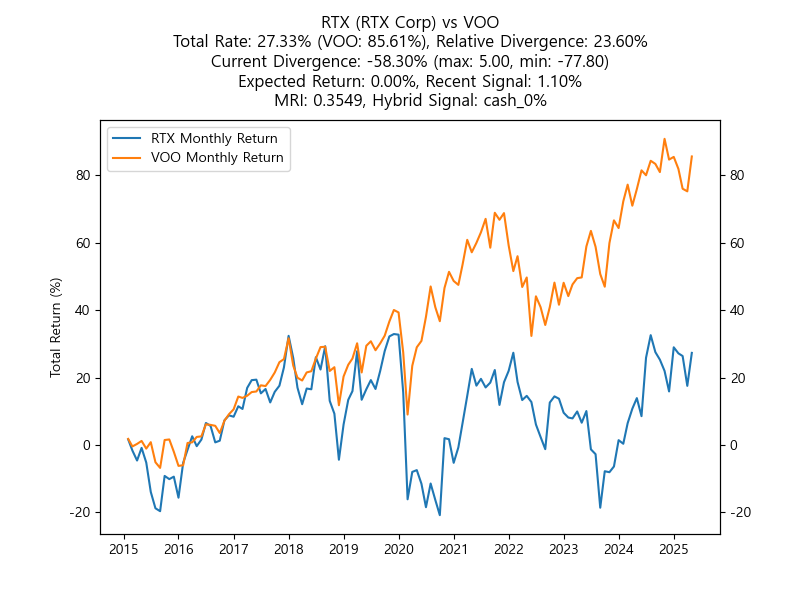 RTX (RTX Corp) vs VOO
Total Rate: 27.33% (VOO: 85.61%), Relative Divergence: 23.60%
Current Divergence: -58.30% (max: 5.00, min: -77.80)
Expected Return: 0.00%, Recent Signal: 1.10%
MRI: 0.3549, Hybrid Signal: cash_0%
RTX Monthly Return
VOO Monthly Return
Total Return (%)
80
60
40
20
0
-20
80
60
40
20
0
-20
2015 2016 2017 2018 2019 2020 2021 2022 2023 2024 2025